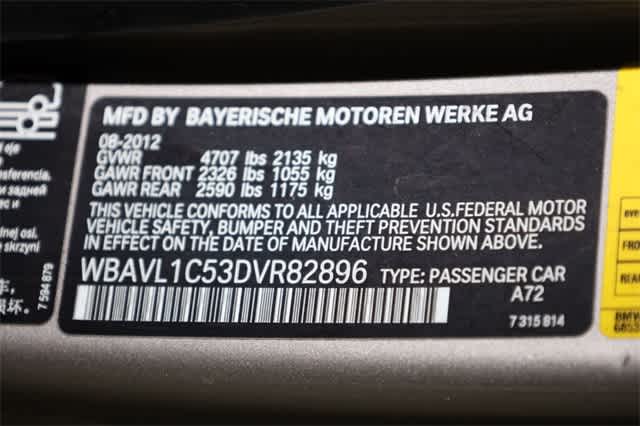 MFD BY BAYERISCHE MOTOREN WERKE AG
08-2012
GVWR 4707 lbs 2135 kg
GAWR FRONT 2326 lbs 1055 kg
GAWR REAR 2590 lbs 1175 kg
THIS VEHICLE CONFORMS TO ALL APPLICABLE U.S.FEDERAL MOTOR
VEHICLE SAFETY, BUMPER AND THEFT PREVENTION STANDARDS
IN EFFECT ON THE DATE OF MANUFACTURE SHOWN ABOVE.
WBAVL1C53DVR82896 TYPE: PASSENGER CAR
A72
7 315 814
7 594 879
BMW